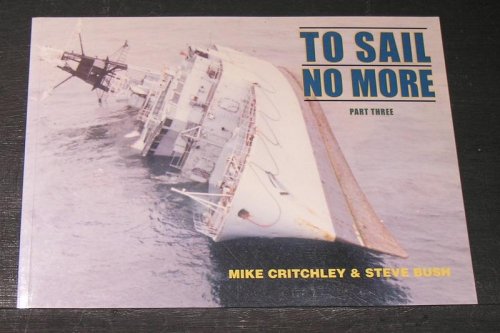 TO SAIL
NO MORE
PART THREE
MIKE CRITCHLEY & STEVE BUSH